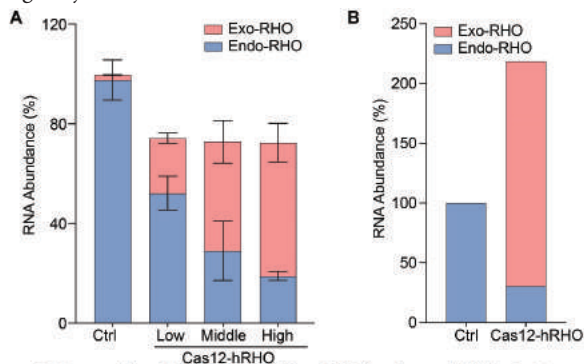 A
Exo-RHO
Endo-RHO
RNA Abundance (%)
120
80
40
0
Ctrl Low Middle High
Cas12-hRHO
B
Exo-RHO
Endo-RHO
RNA Abundance (%)
250
200
150
100
50
0
Ctrl Cas12-hRHO